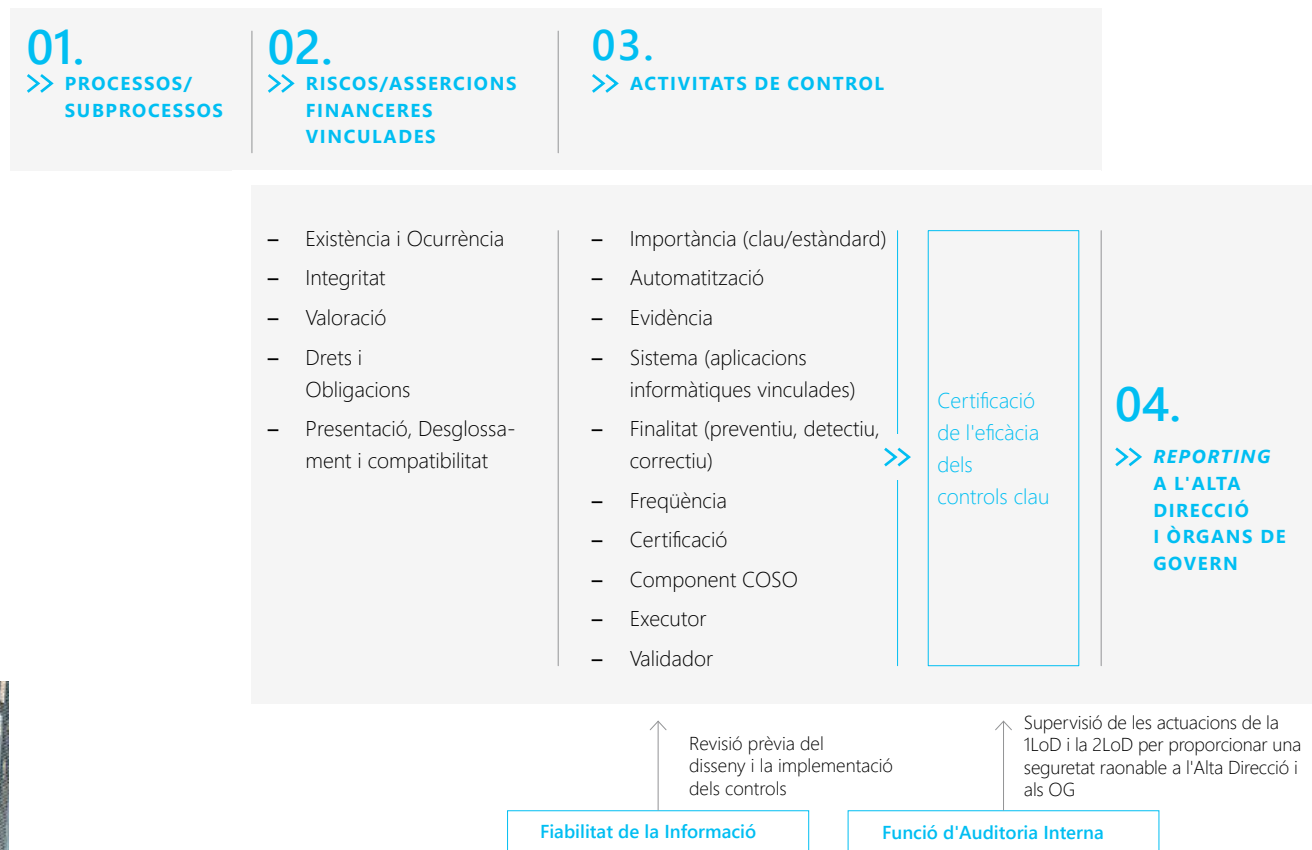 01.
>> PROCESSOS/
SUBPROCESSOS
02.
>> RISCOS/ASSERCIONS
FINANCERES
VINCULADES
03.
>> ACTIVITATS DE CONTROL
– Existència i Ocurrència
– Integritat
– Valoració
– Drets i
Obligacions
– Presentació, Desglossa-
ment i compatibilitat
– Importància (clau/estàndard)
– Automatització
– Evidència
– Sistema (aplicacions
informàtiques vinculades)
– Finalitat (preventiu, detectiu,
correctiu)
– Freqüència
– Certificació
– Component COSO
– Executor
– Validador
>>
Certificació
de l'eficàcia
dels
controls clau
04.
>> REPORTING
A L'ALTA
DIRECCIÓ
I ÒRGANS DE
GOVERN
Revisió prèvia del
disseny i la implementació
dels controls
Supervisió de les actuacions de la
1LoD i la 2LoD per proporcionar una
seguretat raonable a l'Alta Direcció i
als OG
Fiabilitat de la Informació
Funció d'Auditoria Interna